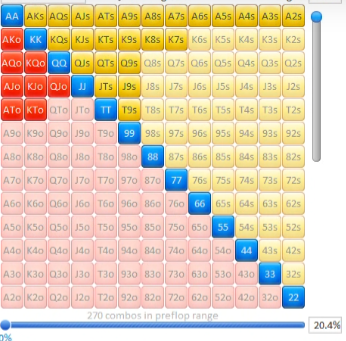 AA AKs AQs AJs ATs A9s A8s A7s A6s A5s A4s A3s A2s
AKo KK KQs KJs KTs K9s K8s K7s K6s K5s K4s K3s K2s
AQo KQo QQ QJs QTs Q9s Q8s Q7s Q6s Q5s Q4s Q3s Q2s
AJo KJo QJo JJ JTs J9s J8s J7s J6s J5s J4s J3s J2s
ATo KTo QTo JTo TT T9s T8s T7s T6s T5s T4s T3s T2s
A9o K9o Q9o J9o T9o 99 98s 97s 96s 95s 94s 93s 92s
A8o K8o Q8o J8o T8o 98o 88 87s 86s 85s 84s 83s 82s
A7o K7o Q7o J7o T7o 97o 87o 77 76s 75s 74s 73s 72s
A6o K6o Q6o J6o T6o 96o 86o 76o 66 65s 64s 63s 62s
A5o K5o Q5o J5o T5o 95o 85o 75o 65o 55 54s 53s 52s
A4o K4o Q4o J4o T4o 94o 84o 74o 64o 54o 44 43s 42s
A3o K3o Q3o J3o T3o 93o 83o 73o 63o 53o 43o 33 32s
A2o K2o Q2o J2o T2o 92o 82o 72o 62o 52o 42o 32o 22
270 combos in preflop range
20.4%
0%